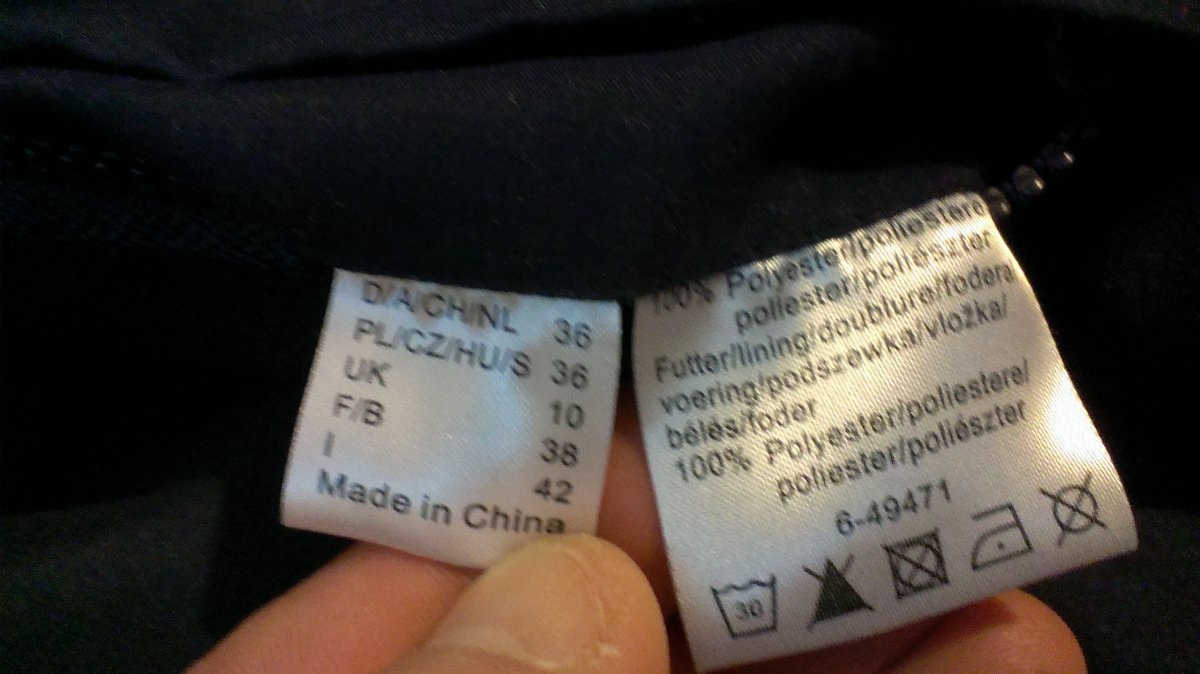 D/A/CH/NL 36
PL/CZ/HU/S 36
UK 10
F/B 38
I 42
Made in China
100% Polyester/poliestere
poliester/poliészter
Futter/lining/doublure/fodera
voering/podszewka/vložka/
bélés/foder
100% Polyester/poliestere/
poliester/poliészter
6-49471
30